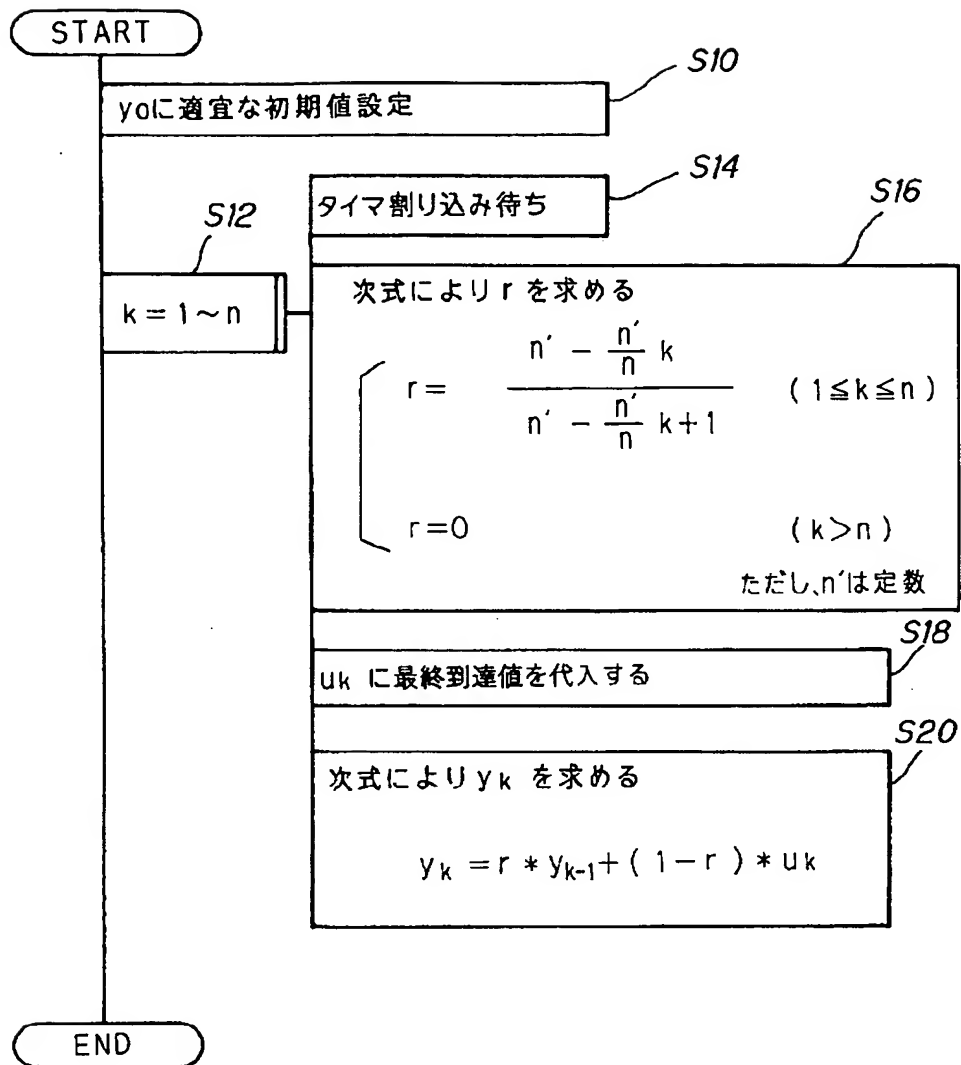 START
S10
y0に適宜な初期値設定
S14
タイマ割り込み待ち
S12
k=1~n
S16
次式によりrを求める
r= (n′ - n′/n k) / (n′ - n′/n k+1) (1≦k≦n)
r=0 (k>n)
ただし、n′は定数
S18
uk に最終到達値を代入する
S20
次式により yk を求める
yk = r * yk-1 + ( 1-r ) * uk
END